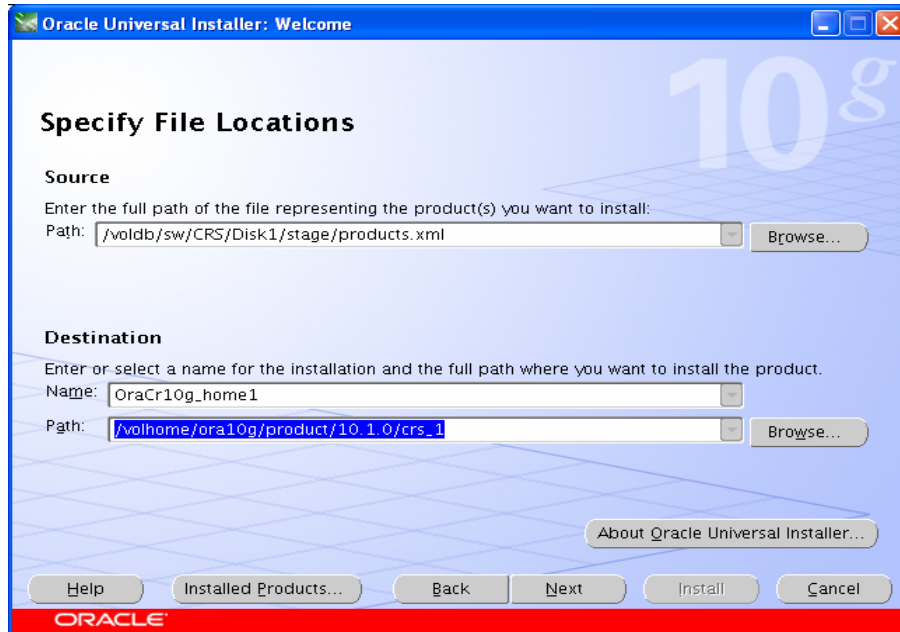 Oracle Universal Installer: Welcome
10g
Specify File Locations
Source
Enter the full path of the file representing the product(s) you want to install:
Path: /voldb/sw/CRS/Disk1/stage/products.xml Browse...
Destination
Enter or select a name for the installation and the full path where you want to install the product.
Name: OraCr10g_home1
Path: /volhome/ora10g/product/10.1.0/crs_1 Browse...
About Oracle Universal Installer...
Help Installed Products... Back Next Install Cancel
ORACLE